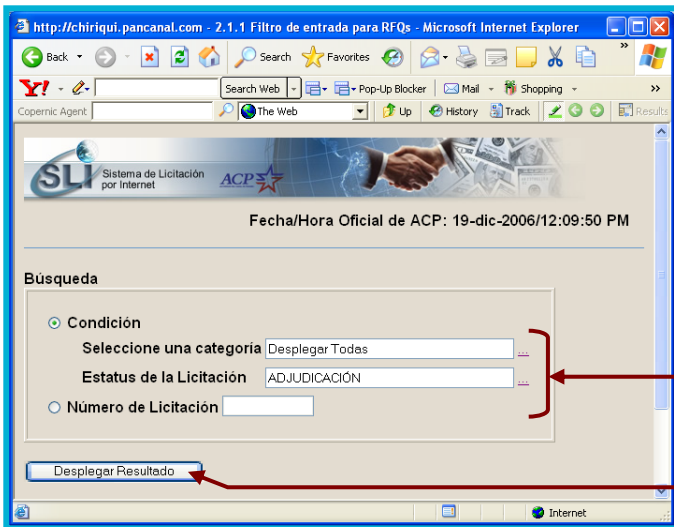 http://chiriqui.pancanal.com - 2.1.1 Filtro de entrada para RFQs - Microsoft Internet Explorer
Back Search Favorites »
Y! Search Web Pop-Up Blocker Mail Shopping »
Copernic Agent The Web Up History Track Results
SLI Sistema de Licitación
por Internet ACP
Fecha/Hora Oficial de ACP: 19-dic-2006/12:09:50 PM
Búsqueda
Condición
Seleccione una categoría Desplegar Todas ...
Estatus de la Licitación ADJUDICACIÓN ...
Número de Licitación
Desplegar Resultado
Internet